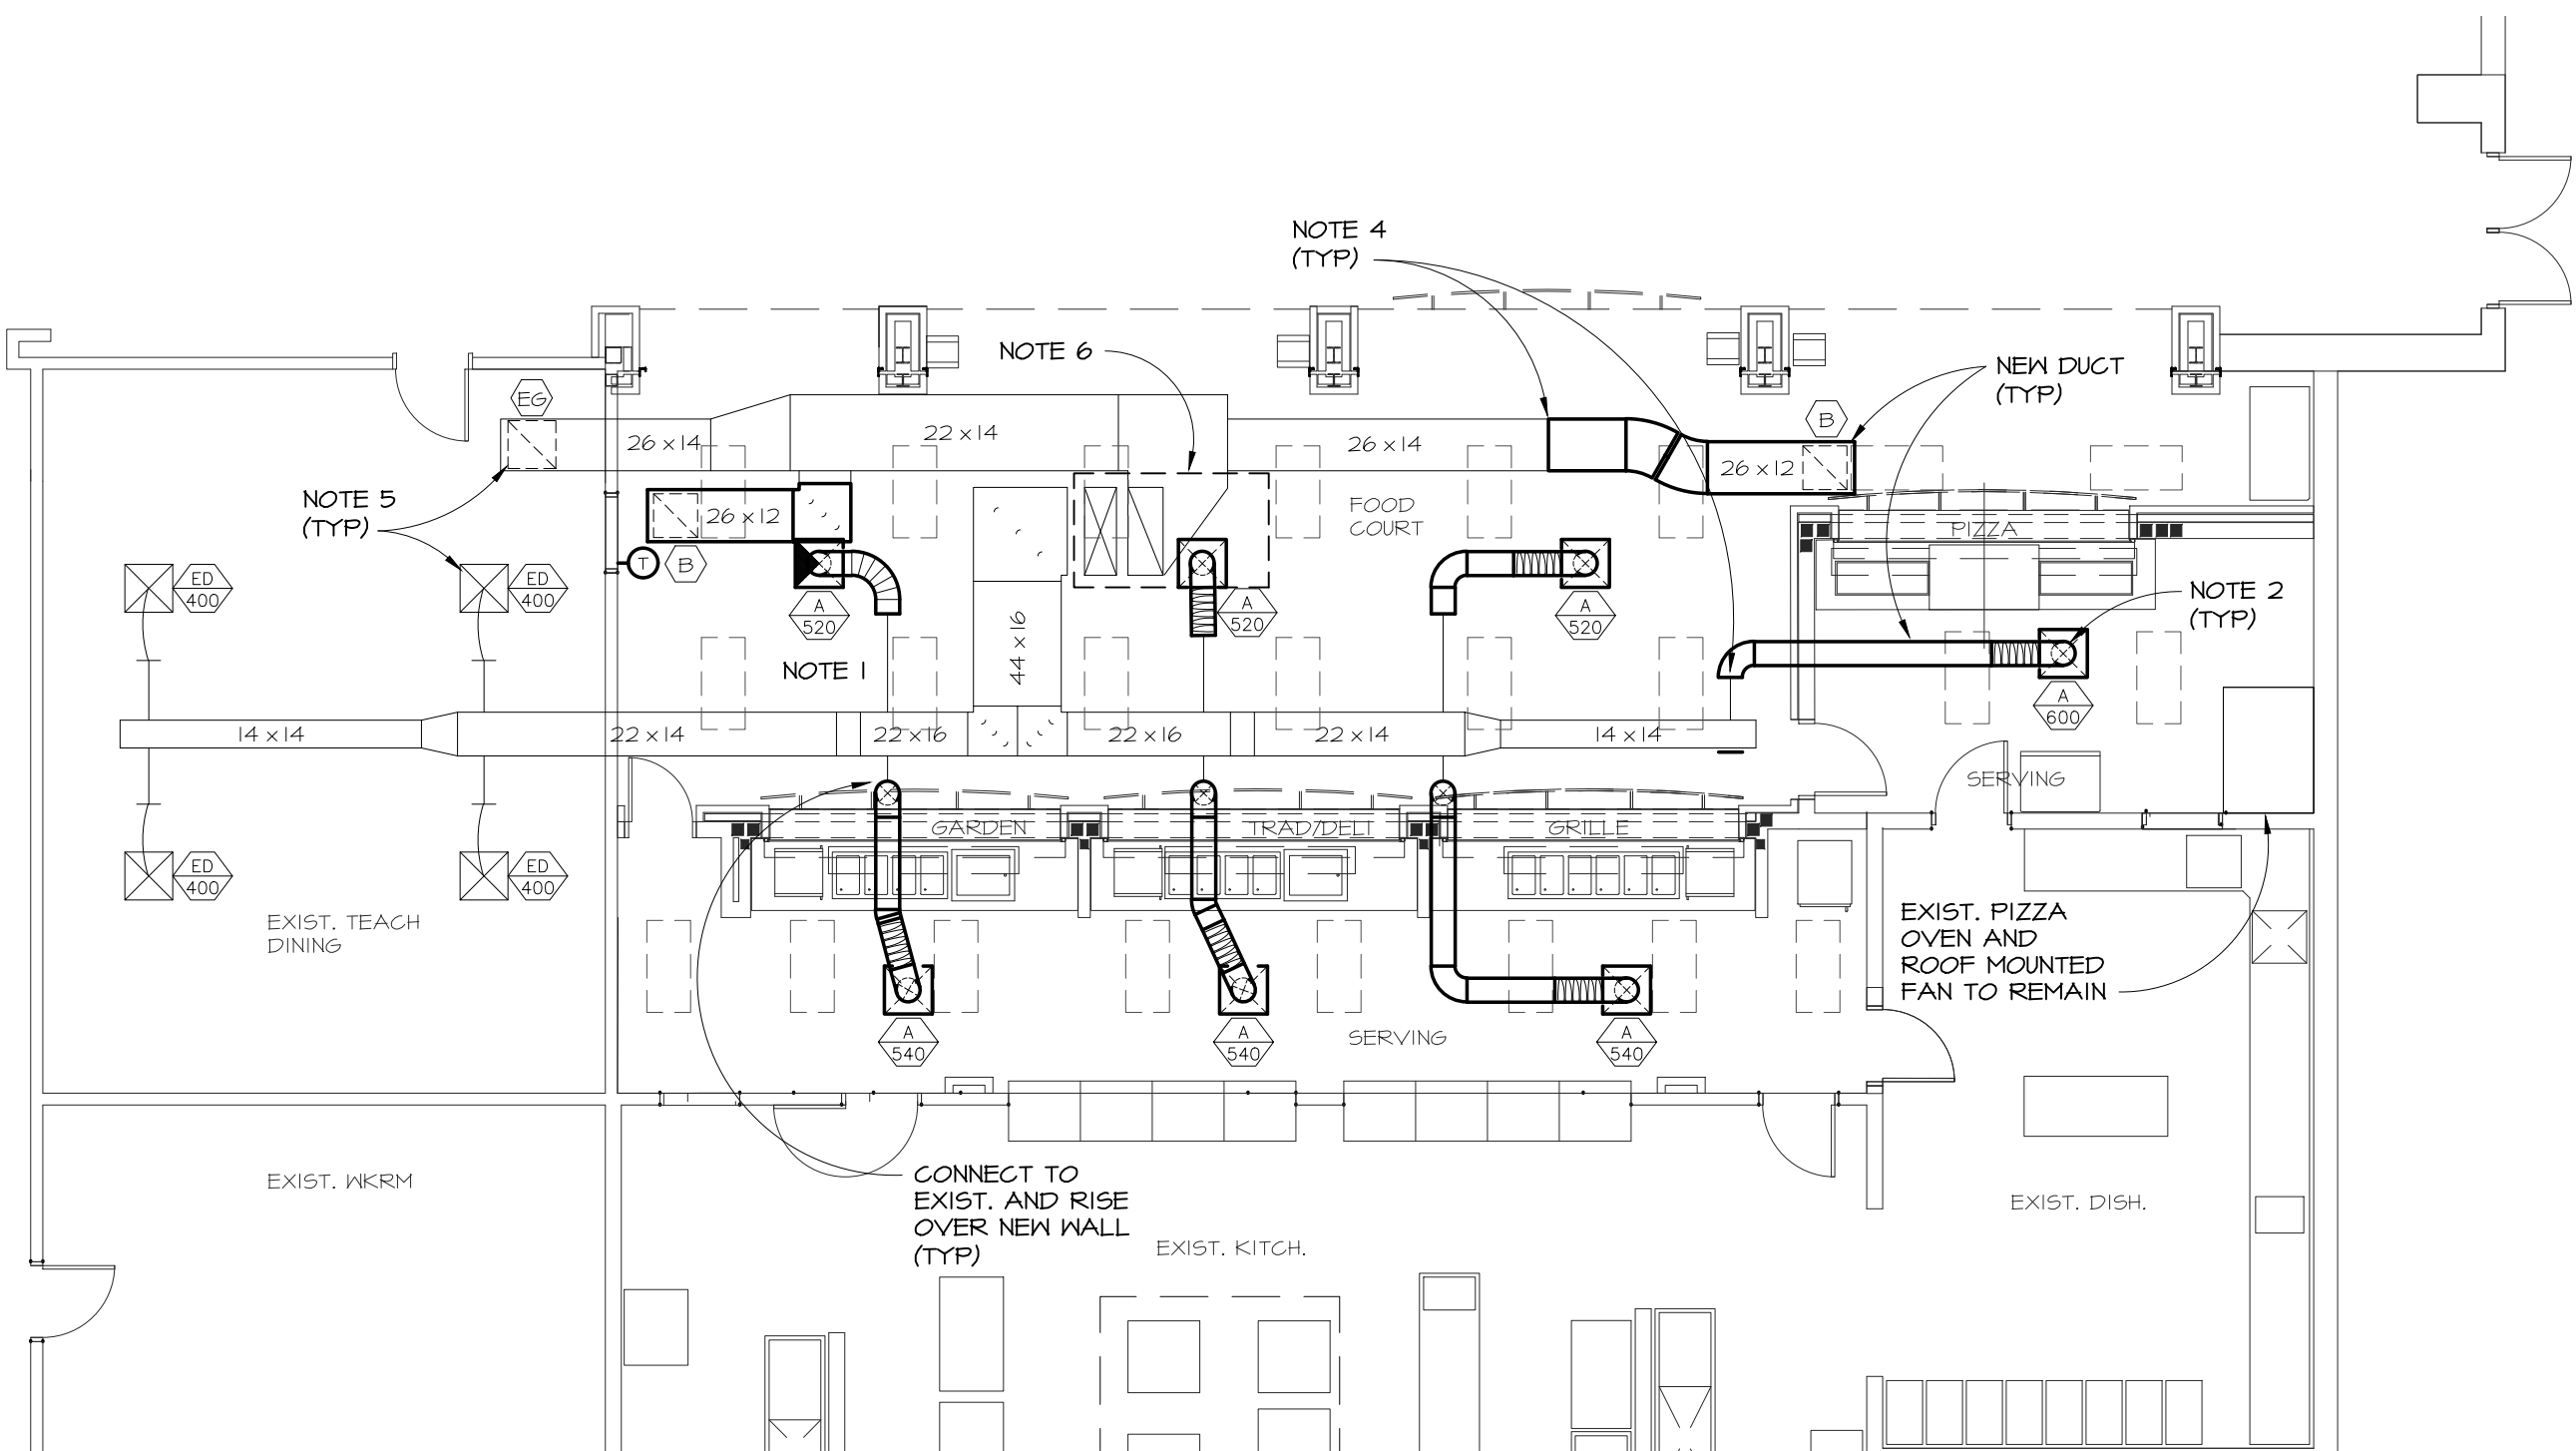 NOTE 4
(TYP)
NOTE 6
NEW DUCT
(TYP)
EG
B
26 x 14
22 x 14
26 x 14
26 x 12
NOTE 5
(TYP)
26 x 12
FOOD
COURT
PIZZA
T
B
ED
400
ED
400
A
520
A
520
A
520
NOTE 2
(TYP)
44 x 16
NOTE 1
A
600
14 x 14
22 x 14
22 x 16
22 x 16
22 x 14
14 x 14
SERVING
GARDEN
TRAD/DELI
GRILLE
ED
400
ED
400
EXIST. TEACH
DINING
EXIST. PIZZA
OVEN AND
ROOF MOUNTED
FAN TO REMAIN
A
540
A
540
A
540
SERVING
CONNECT TO
EXIST. AND RISE
OVER NEW WALL
(TYP)
EXIST. WKRM
EXIST. DISH.
EXIST. KITCH.